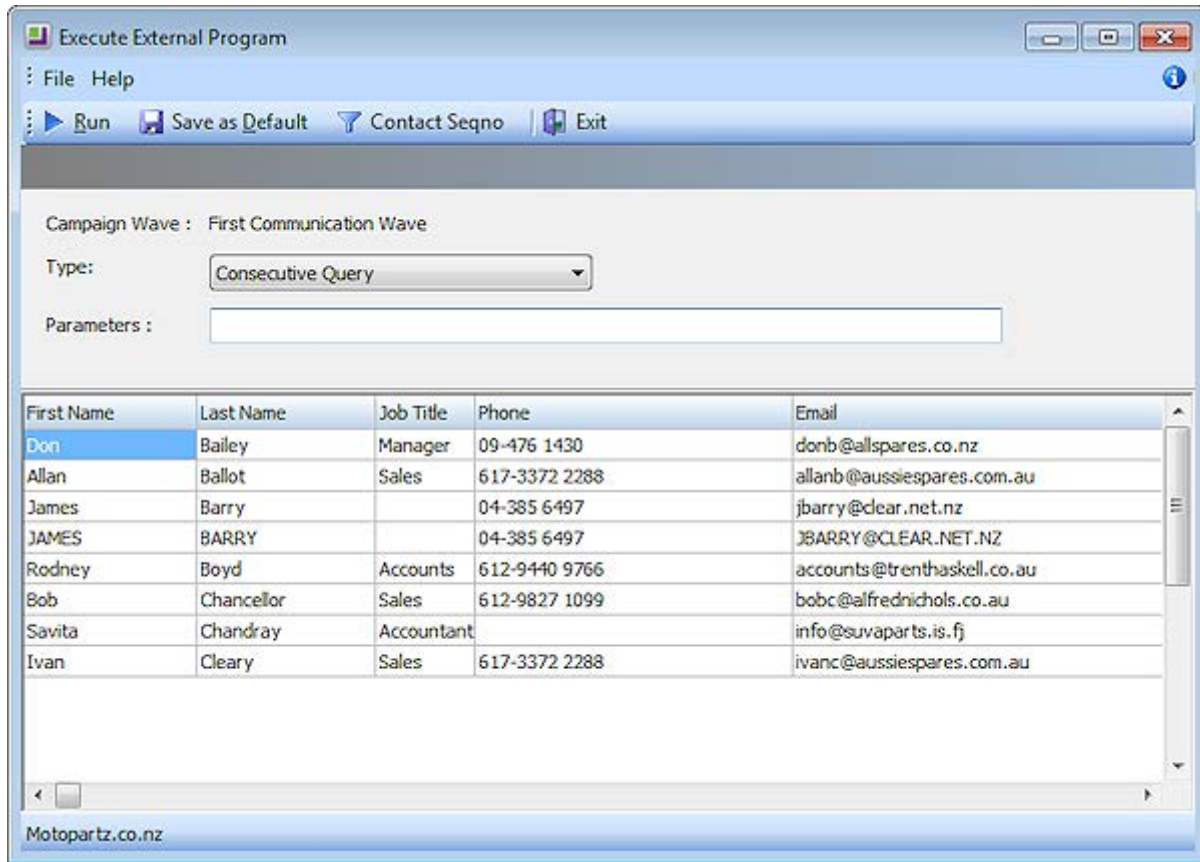 Execute External Program
File Help
Run Save as Default Contact Seqno Exit
Campaign Wave : First Communication Wave
Type: Consecutive Query
Parameters :
First Name Last Name Job Title Phone Email
Don Bailey Manager 09-476 1430 donb@allspares.co.nz
Allan Ballot Sales 617-3372 2288 allanb@aussiespares.com.au
James Barry 04-385 6497 jbarry@clear.net.nz
JAMES BARRY 04-385 6497 JBARRY@CLEAR.NET.NZ
Rodney Boyd Accounts 612-9440 9766 accounts@trenthaskell.co.au
Bob Chancellor Sales 612-9827 1099 bobc@alfrednichols.co.au
Savita Chandray Accountant info@suvaparts.is.fj
Ivan Cleary Sales 617-3372 2288 ivanc@aussiespares.com.au
Motopartz.co.nz